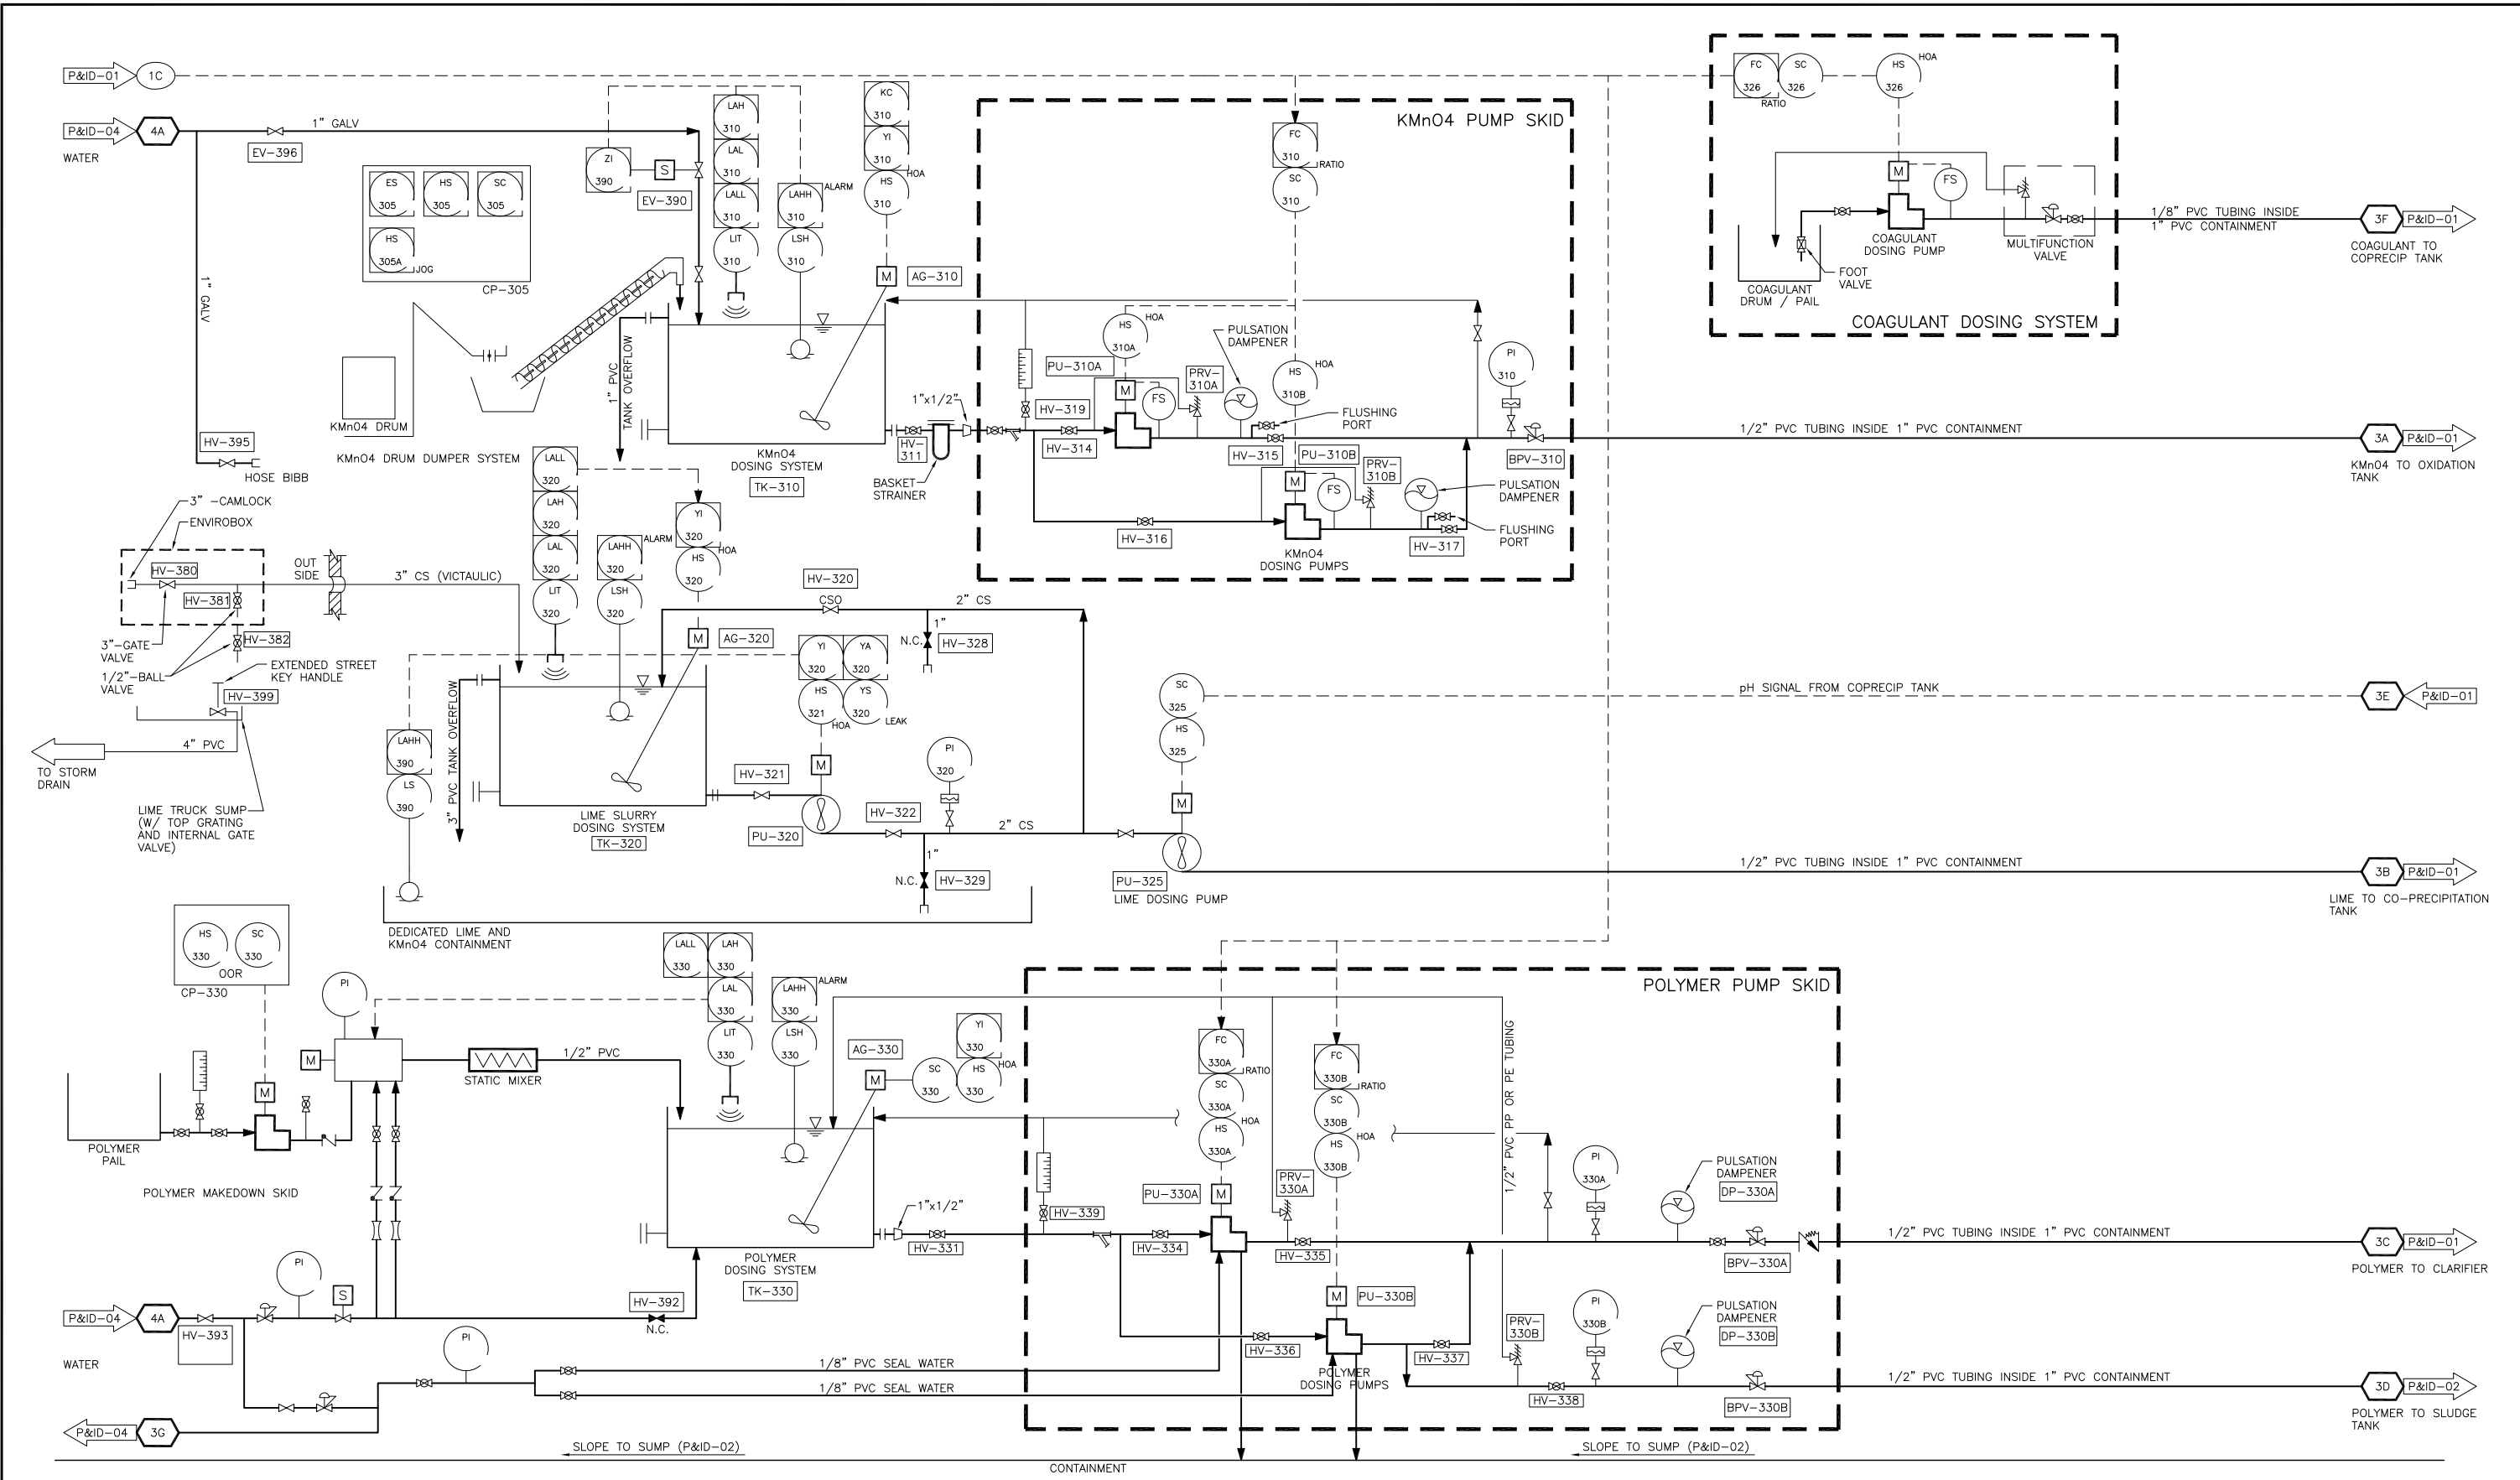 P&ID-01
1C
P&ID-04
4A
WATER
1" GALV
EV-396
1" GALV
HV-395
HOSE BIBB
ES
305
HS
305
SC
305
HS
305A
JOG
CP-305
KMnO4 DRUM
KMnO4 DRUM DUMPER SYSTEM
ZI
390
S
EV-390
LAH
310
LAL
310
LALL
310
LIT
310
LAHH
310
ALARM
LSH
310
KC
310
YI
310
HOA
HS
310
M
AG-310
1" PVC
TANK OVERFLOW
KMnO4
DOSING SYSTEM
TK-310
HV-
311
BASKET
STRAINER
1"x1/2"
KMnO4 PUMP SKID
FC
310
RATIO
SC
310
HS
310A
HOA
PU-310A
M
FS
HV-319
HV-314
PRV-
310A
PULSATION
DAMPENER
HS
310B
HOA
FLUSHING
PORT
HV-315
PU-310B
M
FS
PRV-
310B
PI
310
BPV-310
PULSATION
DAMPENER
FLUSHING
PORT
HV-316
HV-317
KMnO4
DOSING PUMPS
1/2" PVC TUBING INSIDE 1" PVC CONTAINMENT
3A
P&ID-01
KMnO4 TO OXIDATION
TANK
FC
326
RATIO
SC
326
HS
326
HOA
M
FS
COAGULANT
DOSING PUMP
MULTIFUNCTION
VALVE
FOOT
VALVE
COAGULANT
DRUM / PAIL
COAGULANT DOSING SYSTEM
1/8" PVC TUBING INSIDE
1" PVC CONTAINMENT
3F
P&ID-01
COAGULANT TO
COPRECIP TANK
3" -CAMLOCK
ENVIROBOX
HV-380
HV-381
HV-382
3"-GATE
VALVE
1/2"-BALL
VALVE
OUT
SIDE
3" CS (VICTAULIC)
EXTENDED STREET
KEY HANDLE
HV-399
4" PVC
TO STORM
DRAIN
LIME TRUCK SUMP
(W/ TOP GRATING
AND INTERNAL GATE
VALVE)
LALL
320
LAH
320
LAL
320
LIT
320
LAHH
320
ALARM
LSH
320
YI
320
HOA
HS
320
M
AG-320
HV-320
CSO
2" CS
1"
N.C.
HV-328
YI
320
YA
320
HS
321
HOA
YS
320
LEAK
M
LAHH
390
LS
390
3" PVC TANK OVERFLOW
LIME SLURRY
DOSING SYSTEM
TK-320
HV-321
PU-320
HV-322
PI
320
2" CS
1"
N.C.
HV-329
SC
325
HS
325
M
PU-325
LIME DOSING PUMP
pH SIGNAL FROM COPRECIP TANK
3E
P&ID-01
1/2" PVC TUBING INSIDE 1" PVC CONTAINMENT
3B
P&ID-01
LIME TO CO-PRECIPITATION
TANK
DEDICATED LIME AND
KMnO4 CONTAINMENT
HS
330
SC
330
OOR
CP-330
PI
M
M
STATIC MIXER
1/2" PVC
POLYMER
PAIL
POLYMER MAKEDOWN SKID
LALL
330
LAH
330
LAL
330
LIT
330
LAHH
330
ALARM
LSH
330
AG-330
M
SC
330
YI
330
HOA
HS
330
POLYMER
DOSING SYSTEM
TK-330
1"x1/2"
HV-331
POLYMER PUMP SKID
FC
330A
RATIO
SC
330A
HOA
HS
330A
FC
330B
RATIO
SC
330B
HOA
HS
330B
PU-330A
M
PRV-
330A
HV-339
HV-334
HV-335
1/2" PVC PP OR PE TUBING
PI
330A
PULSATION
DAMPENER
DP-330A
BPV-330A
1/2" PVC TUBING INSIDE 1" PVC CONTAINMENT
3C
P&ID-01
POLYMER TO CLARIFIER
M
PU-330B
HV-336
HV-337
POLYMER
DOSING PUMPS
PRV-
330B
HV-338
PI
330B
PULSATION
DAMPENER
DP-330B
BPV-330B
1/2" PVC TUBING INSIDE 1" PVC CONTAINMENT
3D
P&ID-02
POLYMER TO SLUDGE
TANK
P&ID-04
4A
HV-393
WATER
PI
S
HV-392
N.C.
PI
1/8" PVC SEAL WATER
1/8" PVC SEAL WATER
P&ID-04
3G
SLOPE TO SUMP (P&ID-02)
SLOPE TO SUMP (P&ID-02)
CONTAINMENT